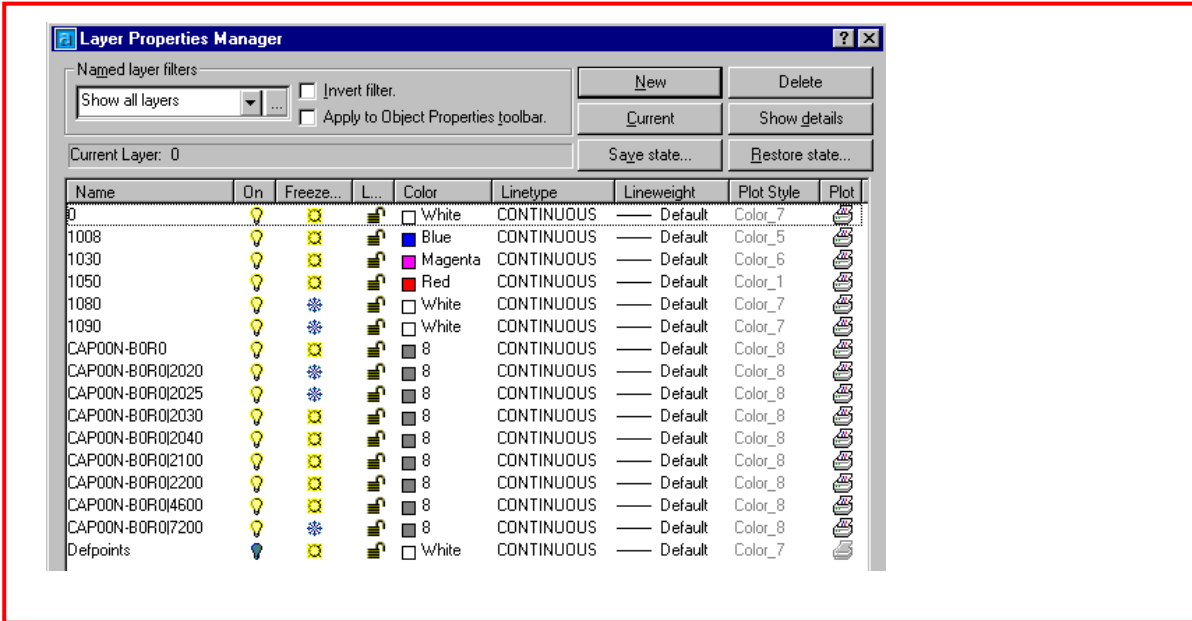 Layer Properties Manager
Named layer filters
Show all layers
...
Invert filter.
Apply to Object Properties toolbar.
New
Delete
Current
Show details
Current Layer: 0
Save state...
Restore state...
Name On Freeze... L... Color Linetype Lineweight Plot Style Plot
0 White CONTINUOUS Default Color_7
1008 Blue CONTINUOUS Default Color_5
1030 Magenta CONTINUOUS Default Color_6
1050 Red CONTINUOUS Default Color_1
1080 White CONTINUOUS Default Color_7
1090 White CONTINUOUS Default Color_7
CAP00N-B0R0 8 CONTINUOUS Default Color_8
CAP00N-B0R0|2020 8 CONTINUOUS Default Color_8
CAP00N-B0R0|2025 8 CONTINUOUS Default Color_8
CAP00N-B0R0|2030 8 CONTINUOUS Default Color_8
CAP00N-B0R0|2040 8 CONTINUOUS Default Color_8
CAP00N-B0R0|2100 8 CONTINUOUS Default Color_8
CAP00N-B0R0|2200 8 CONTINUOUS Default Color_8
CAP00N-B0R0|4600 8 CONTINUOUS Default Color_8
CAP00N-B0R0|7200 8 CONTINUOUS Default Color_8
Defpoints White CONTINUOUS Default Color_7